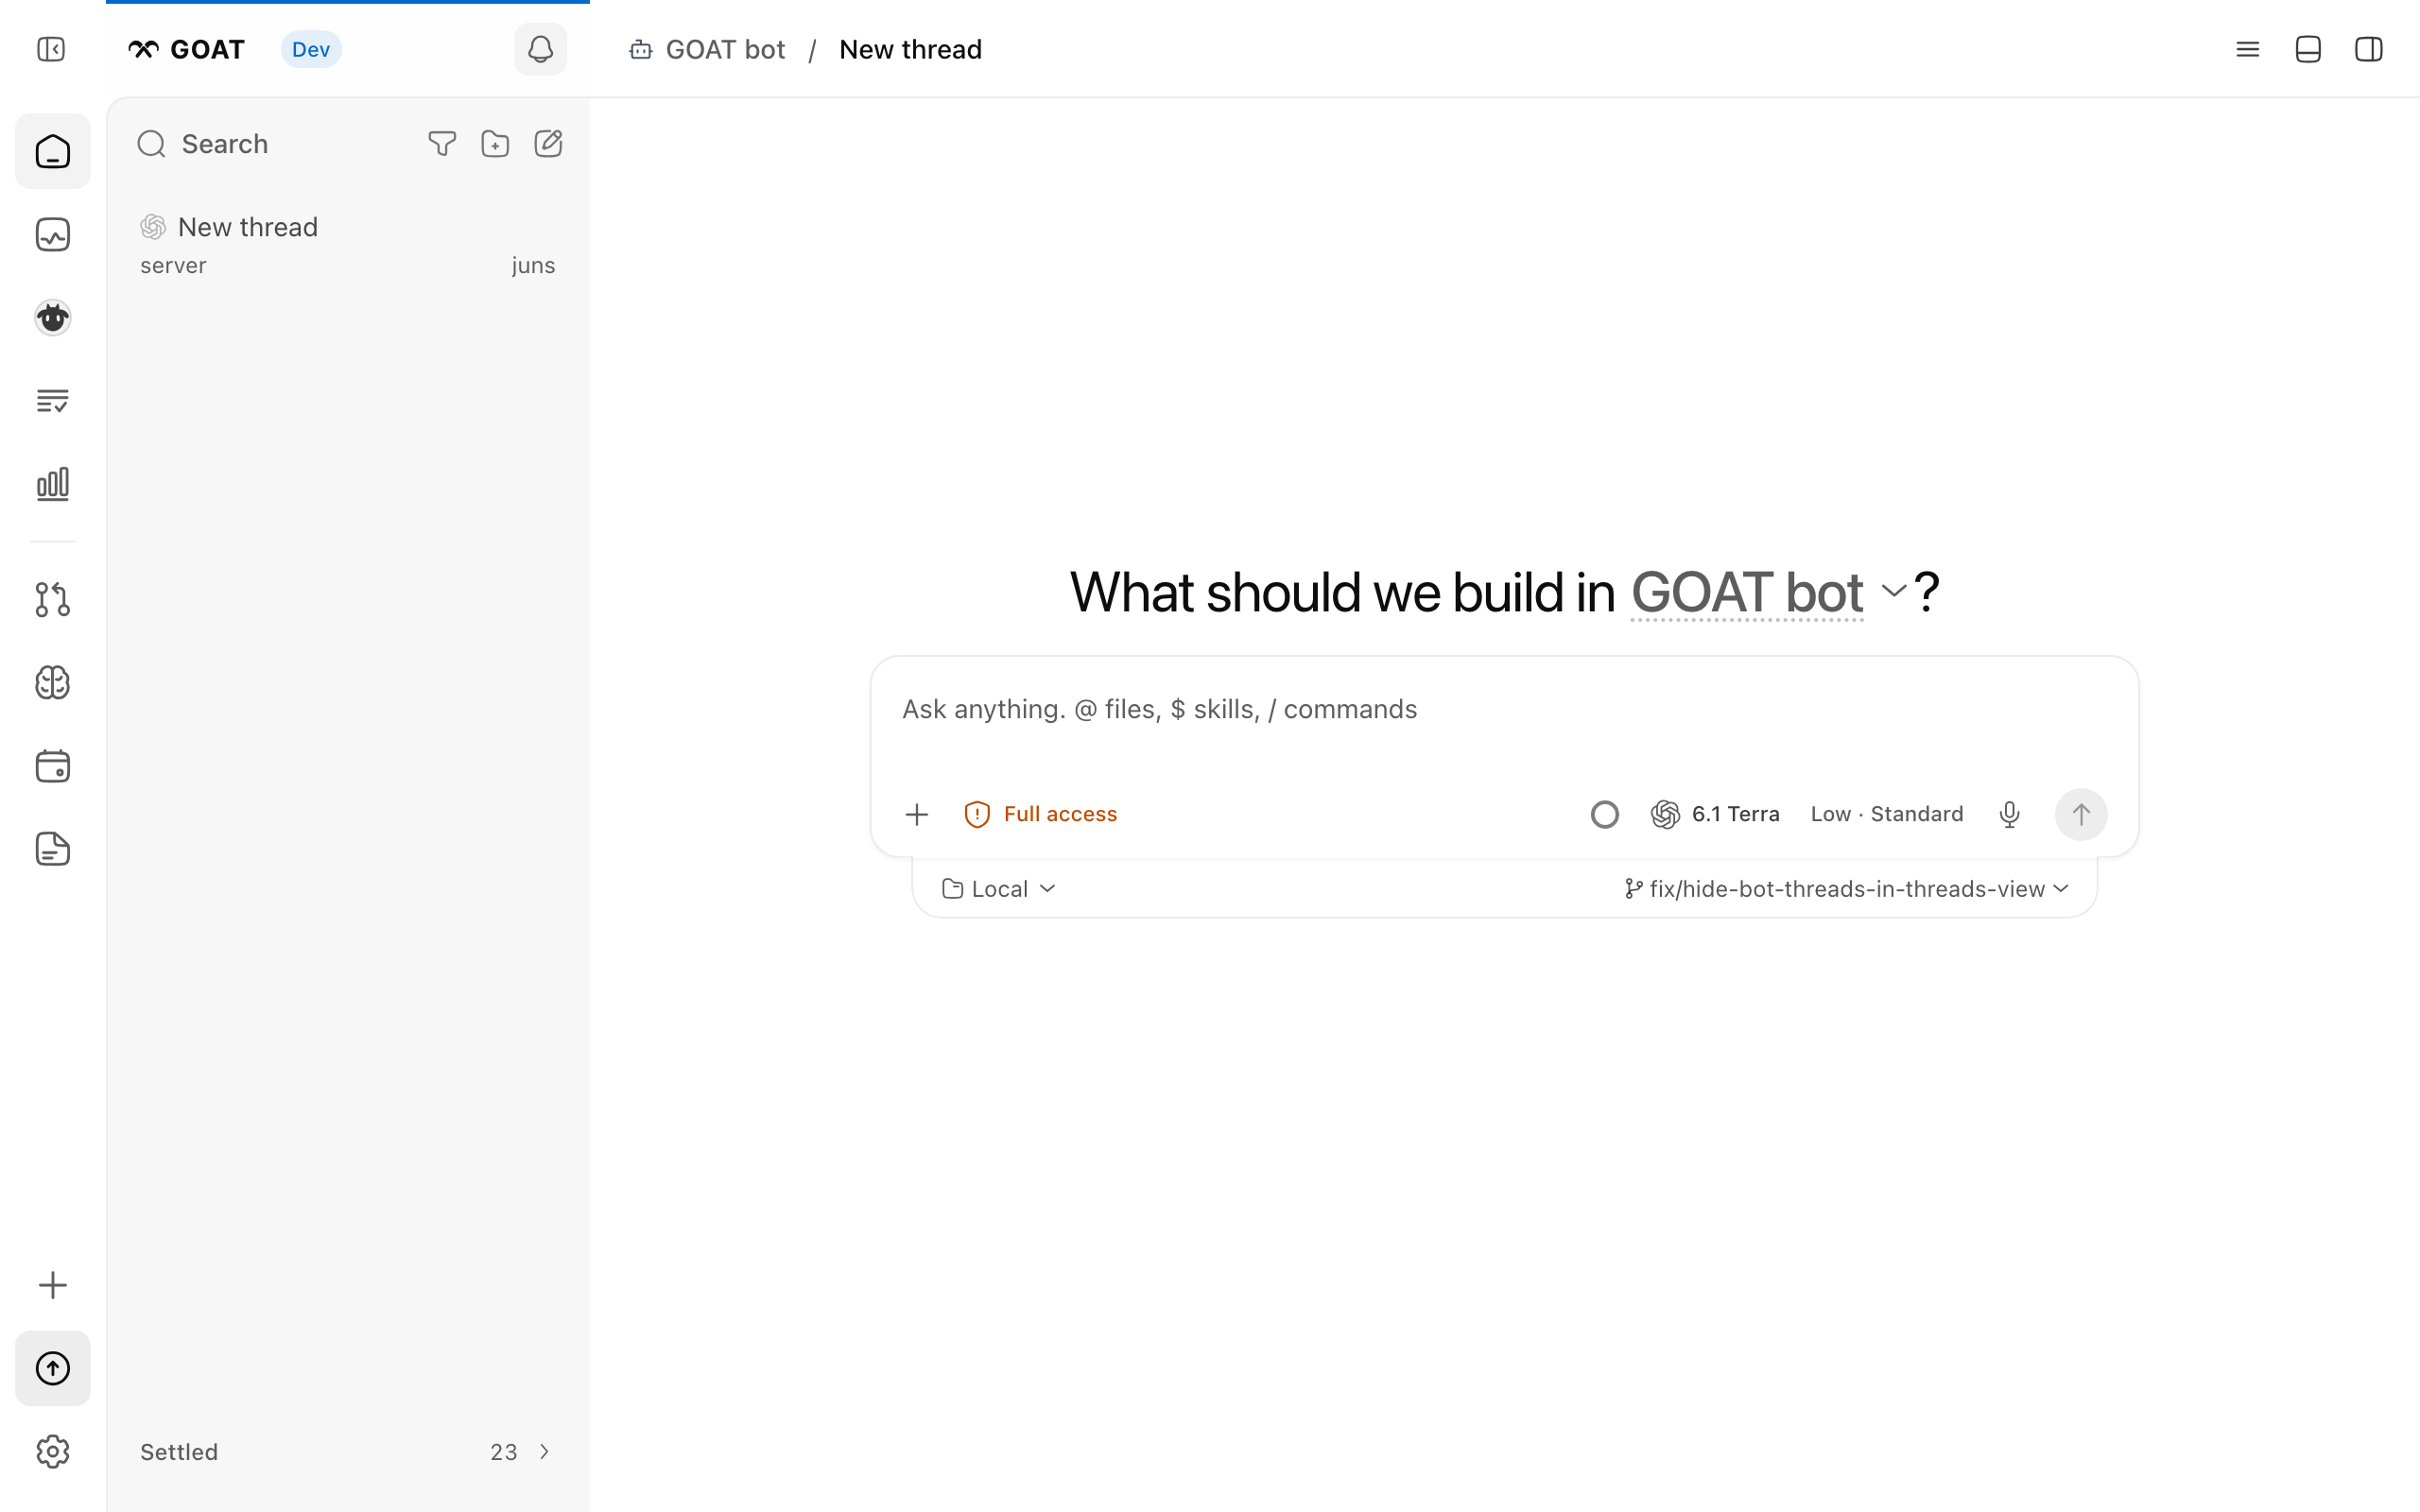 GOAT Dev
GOAT bot / New thread
Search
New thread
server juns
What should we build in GOAT bot ?
Ask anything. @ files, $ skills, / commands
Full access 6.1 Terra Low · Standard
Local fix/hide-bot-threads-in-threads-view
Settled 23